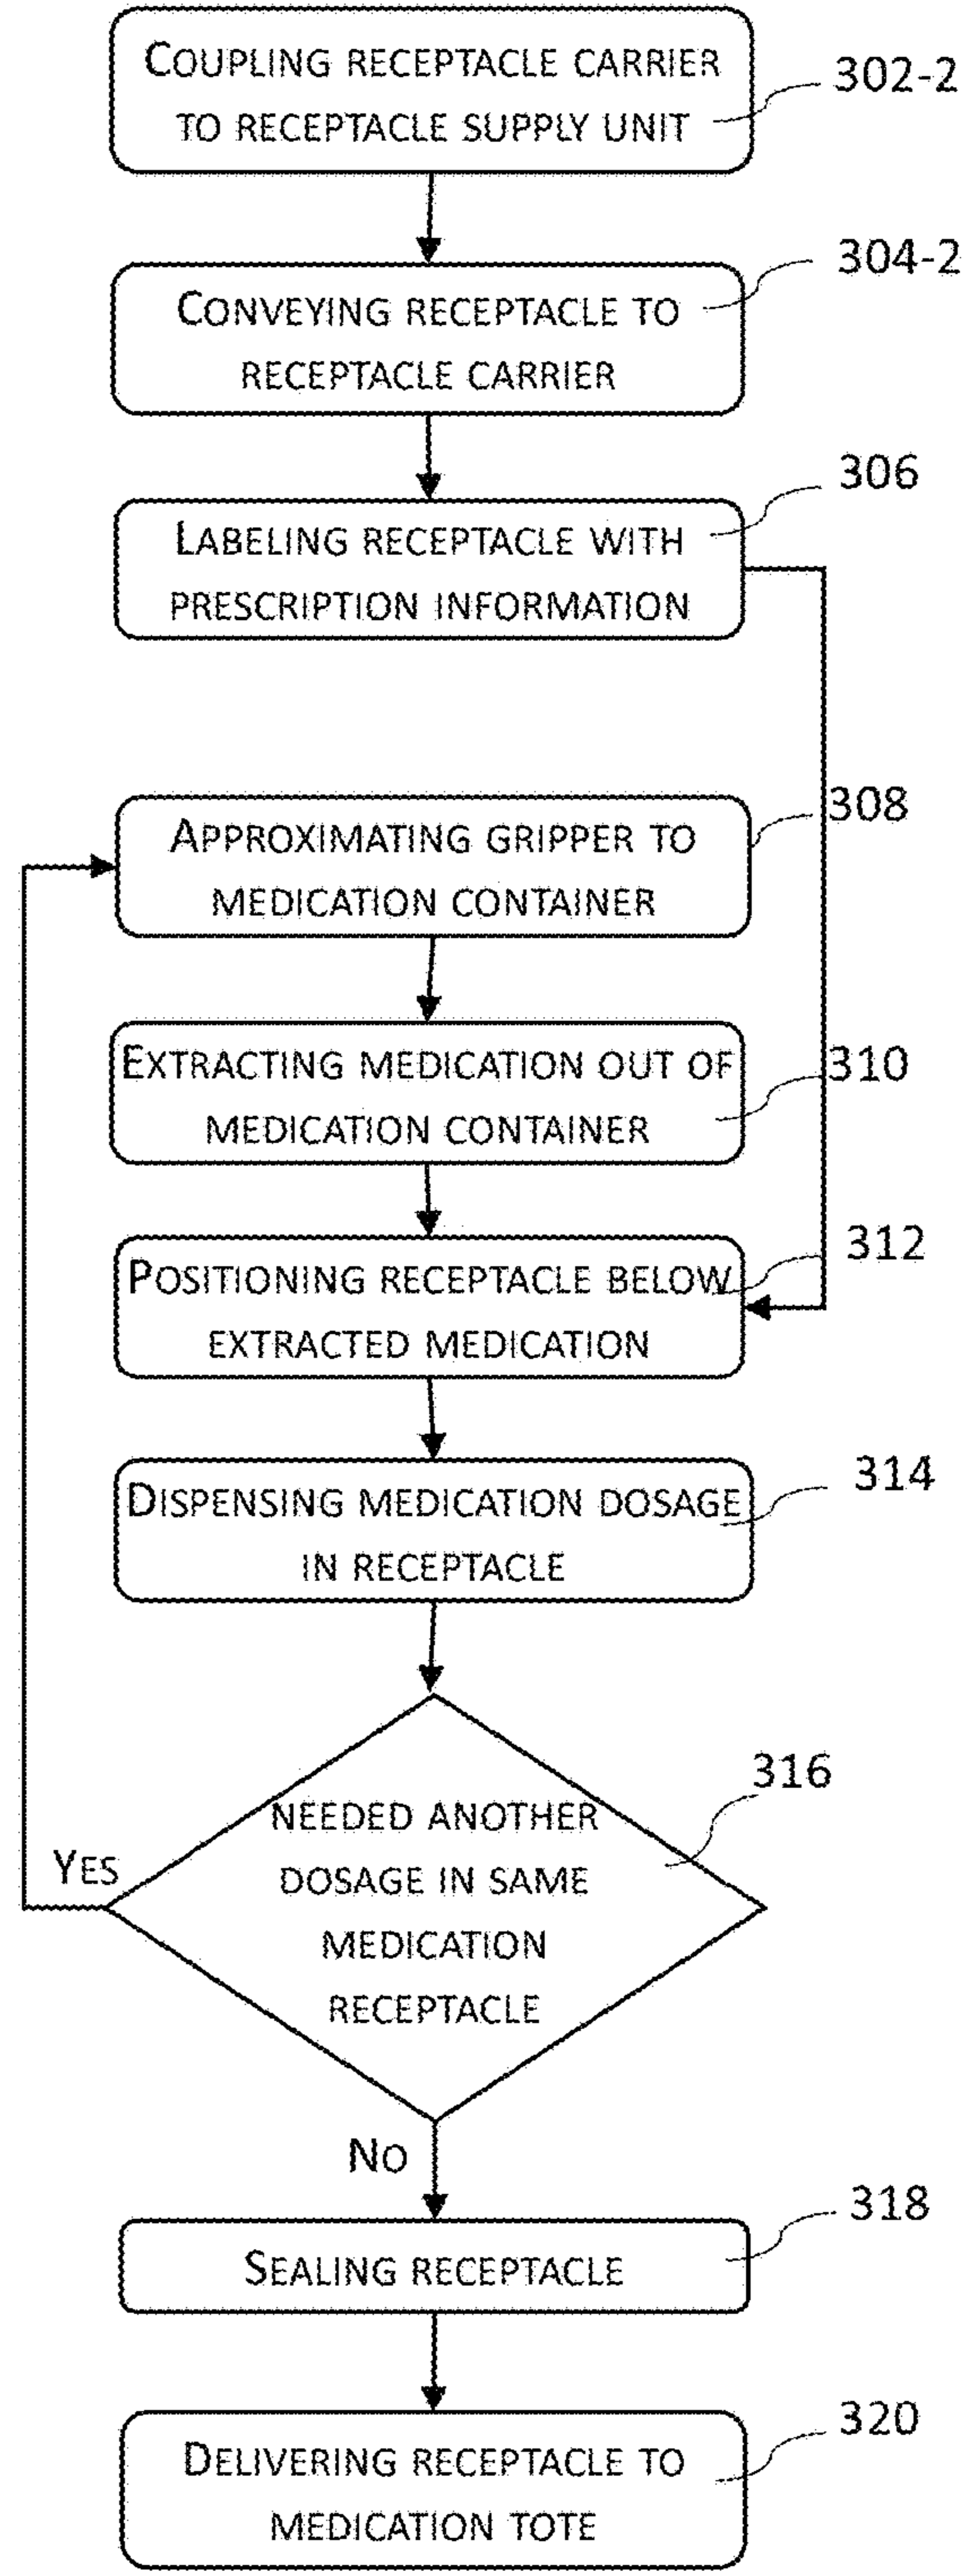 COUPLING RECEPTACLE CARRIER
TO RECEPTACLE SUPPLY UNIT
302-2
CONVEYING RECEPTACLE TO
RECEPTACLE CARRIER
304-2
LABELING RECEPTACLE WITH
PRESCRIPTION INFORMATION
306
APPROXIMATING GRIPPER TO
MEDICATION CONTAINER
308
EXTRACTING MEDICATION OUT OF
MEDICATION CONTAINER
310
POSITIONING RECEPTACLE BELOW
EXTRACTED MEDICATION
312
DISPENSING MEDICATION DOSAGE
IN RECEPTACLE
314
NEEDED ANOTHER
DOSAGE IN SAME
MEDICATION
RECEPTACLE
316
YES
NO
SEALING RECEPTACLE
318
DELIVERING RECEPTACLE TO
MEDICATION TOTE
320